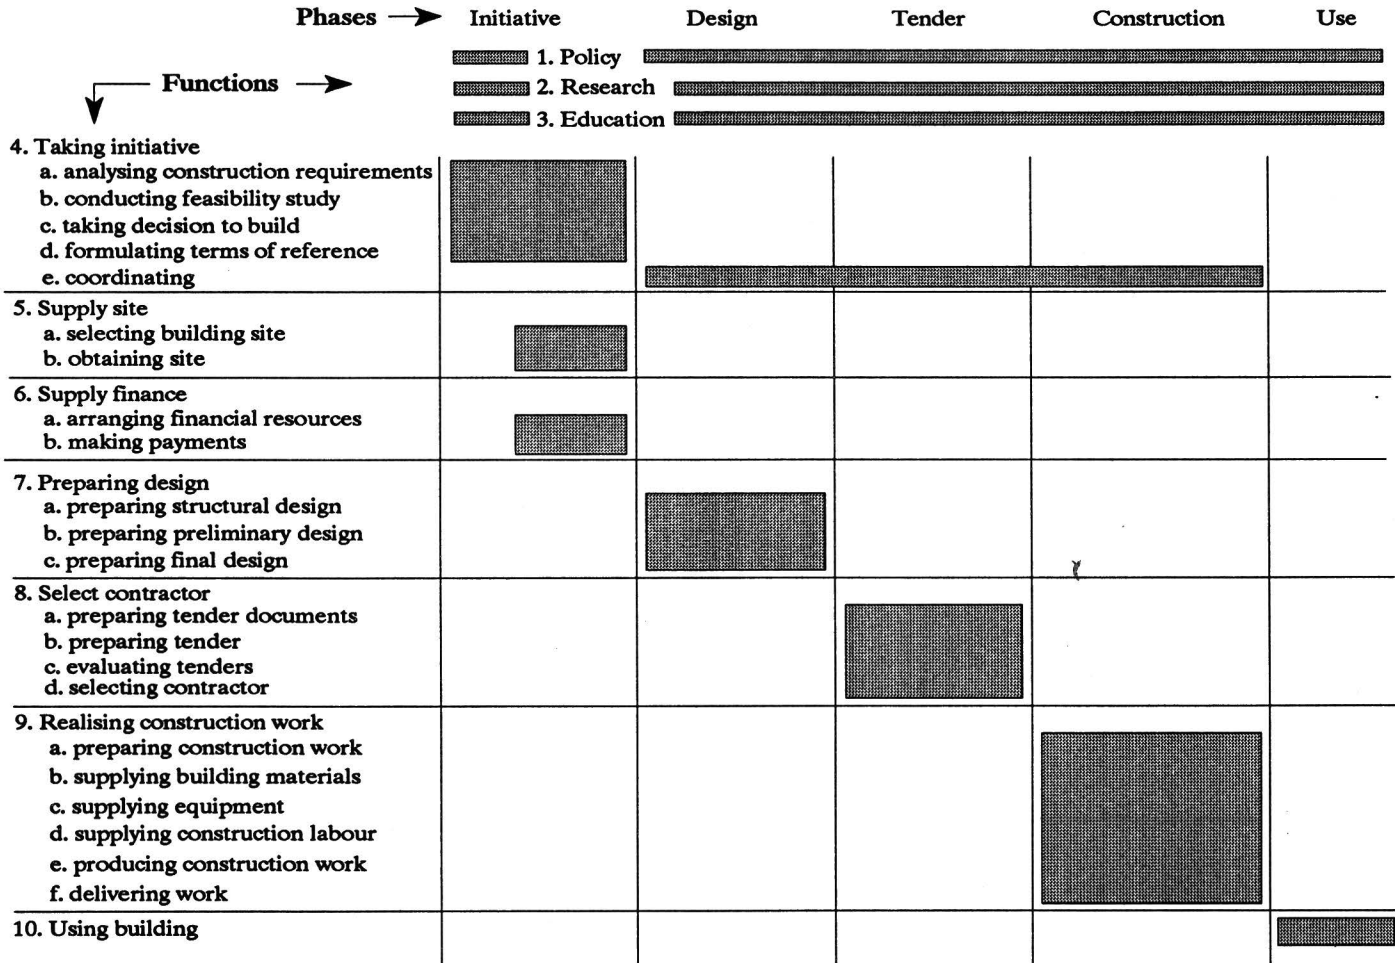 Phases Initiative Design Tender Construction Use
1. Policy
Functions
2. Research
3. Education
4. Taking initiative
a. analysing construction requirements
b. conducting feasibility study
c. taking decision to build
d. formulating terms of reference
e. coordinating
5. Supply site
a. selecting building site
b. obtaining site
6. Supply finance
a. arranging financial resources
b. making payments
7. Preparing design
a. preparing structural design
b. preparing preliminary design
c. preparing final design
8. Select contractor
a. preparing tender documents
b. preparing tender
c. evaluating tenders
d. selecting contractor
9. Realising construction work
a. preparing construction work
b. supplying building materials
c. supplying equipment
d. supplying construction labour
e. producing construction work
f. delivering work
10. Using building